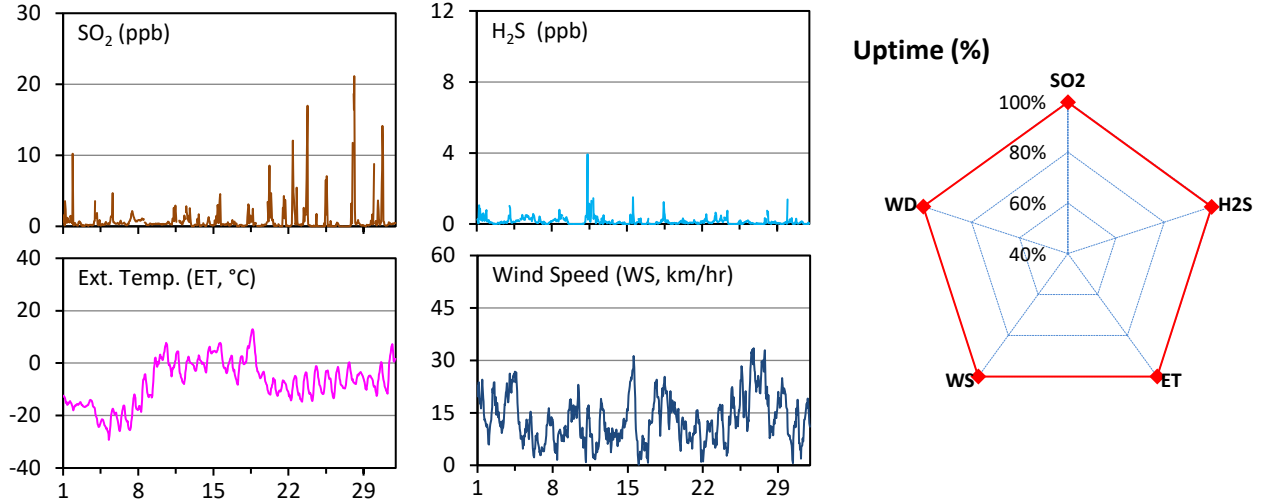 SO2 (ppb)
30
20
10
0
H2S (ppb)
12
8
4
0
Ext. Temp. (ET, °C)
40
20
0
-20
-40
1 8 15 22 29
Wind Speed (WS, km/hr)
60
45
30
15
0
1 8 15 22 29
Uptime (%)
SO2
100%
80%
60%
40%
WD
H2S
WS
ET